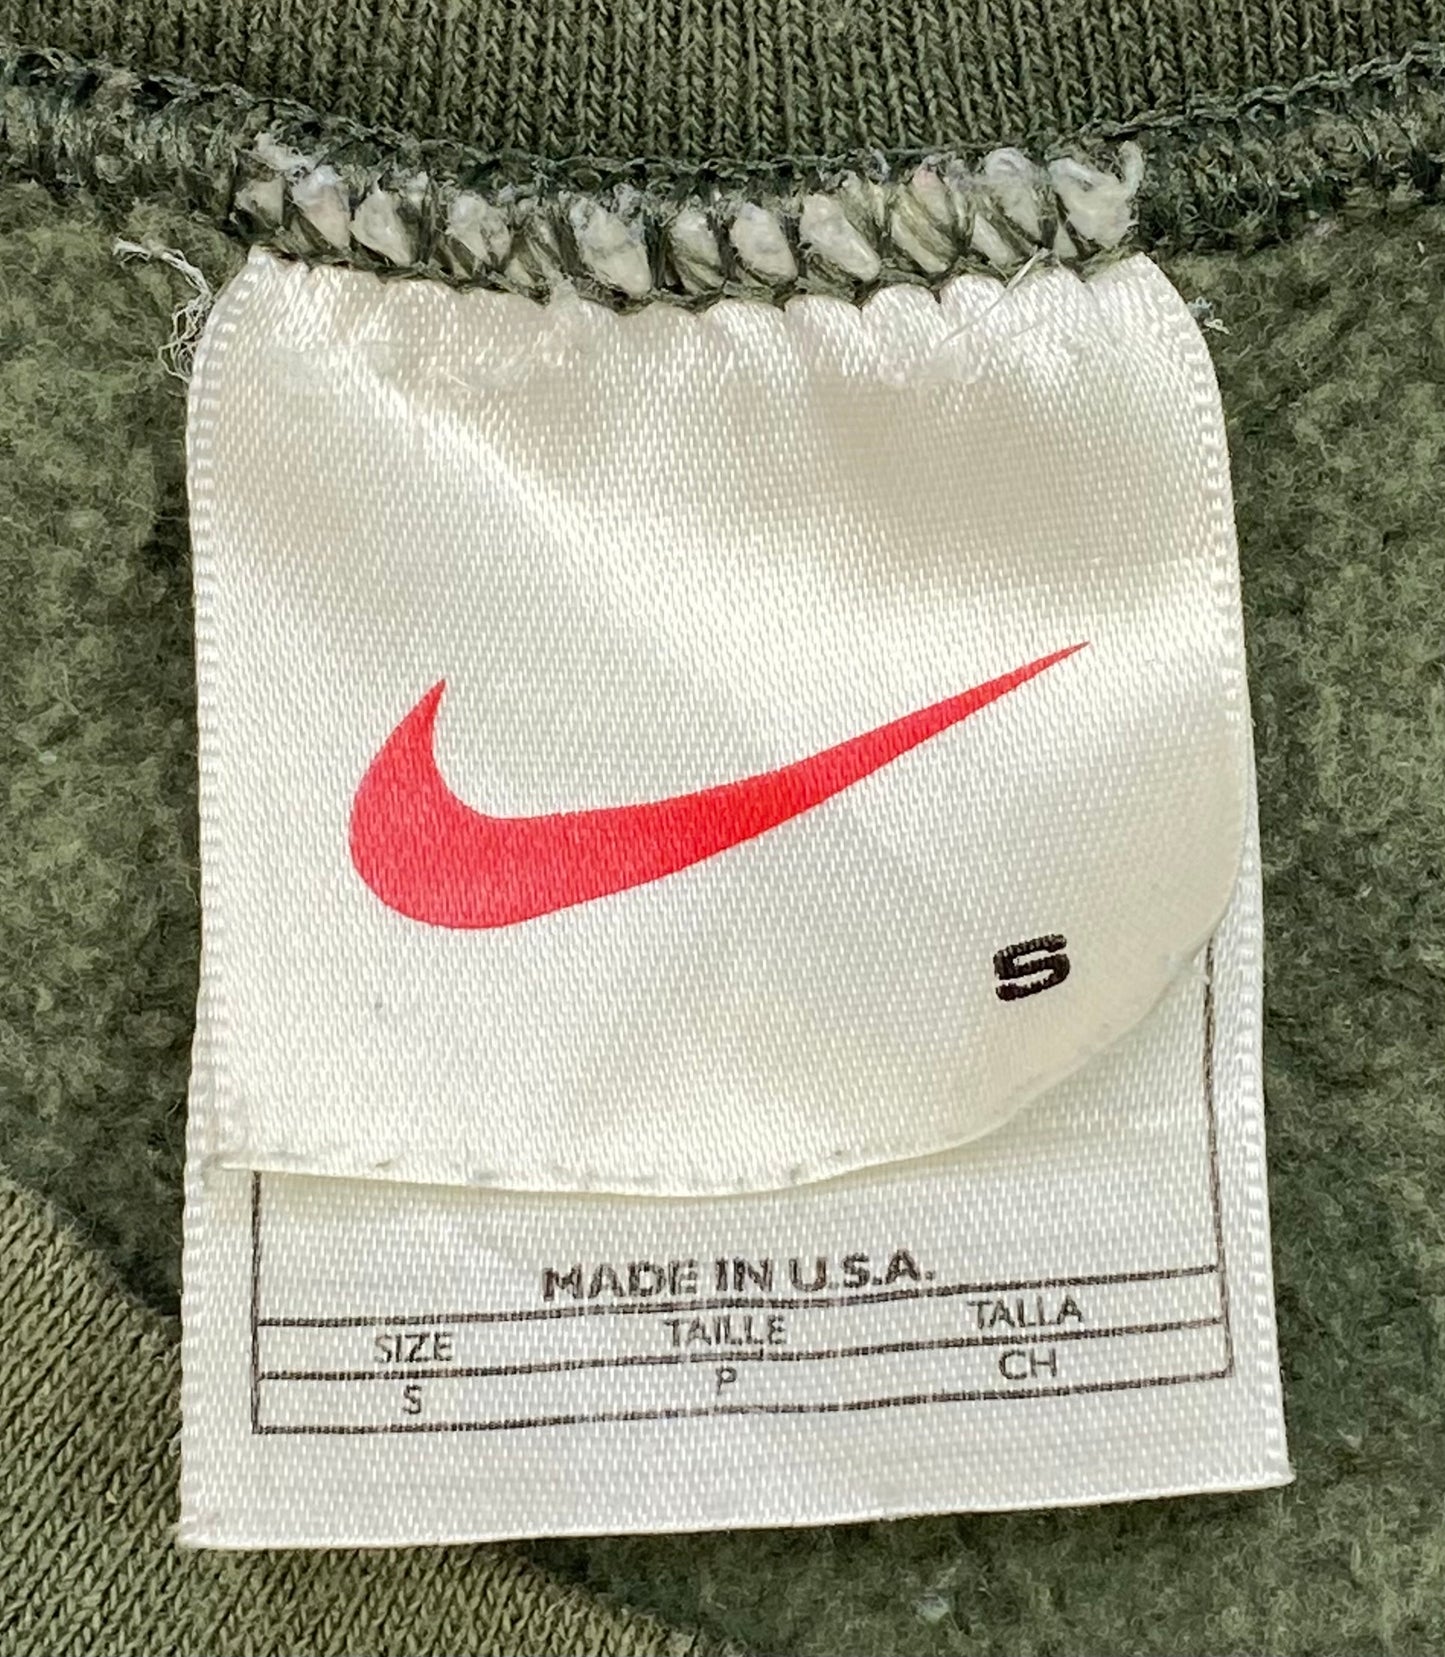 S
MADE IN U.S.A.
SIZE TAILLE TALLA
S P CH